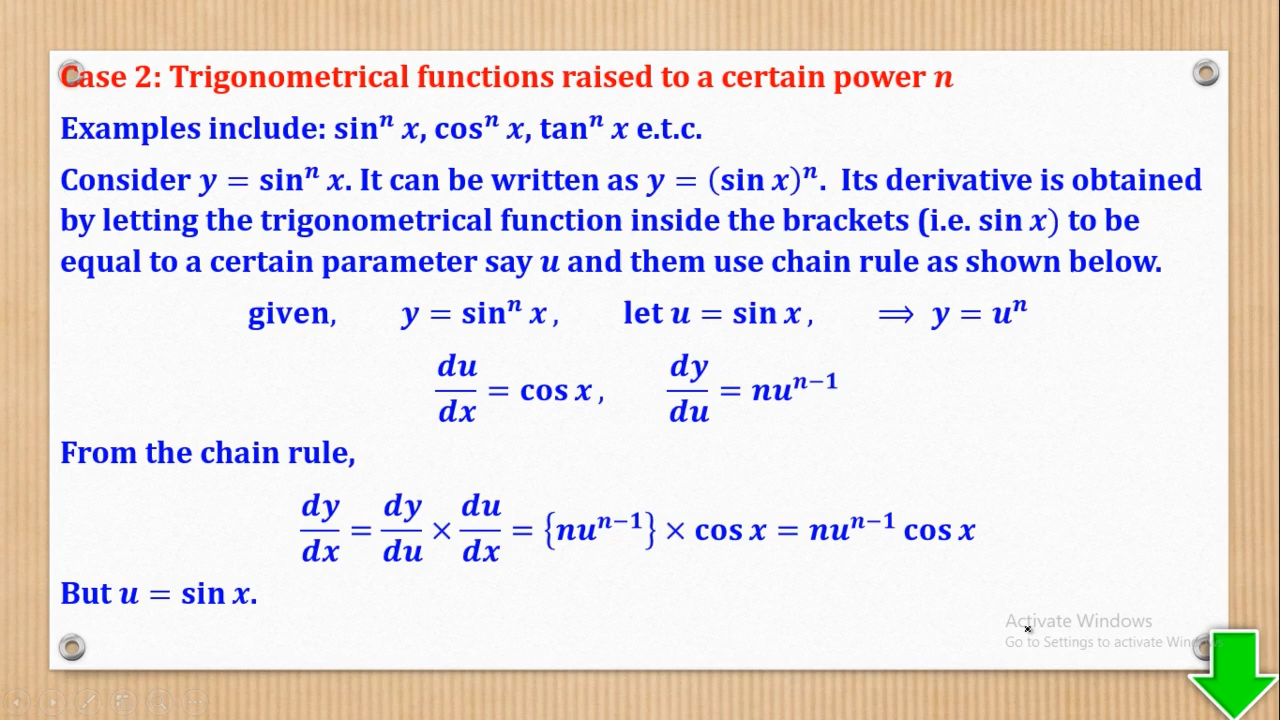 Case 2: Trigonometrical functions raised to a certain power n
Examples include: sinⁿ x, cosⁿ x, tanⁿ x e.t.c.
Consider y = sinⁿ x. It can be written as y = (sin x)ⁿ. Its derivative is obtained
by letting the trigonometrical function inside the brackets (i.e. sin x) to be
equal to a certain parameter say u and them use chain rule as shown below.
given, y = sinⁿ x, let u = sin x, ⟹ y = uⁿ
du/dx = cos x, dy/du = nuⁿ⁻¹
From the chain rule,
dy/dx = dy/du × du/dx = {nuⁿ⁻¹} × cos x = nuⁿ⁻¹ cos x
But u = sin x.
Activate Windows
Go to Settings to activate Windows.